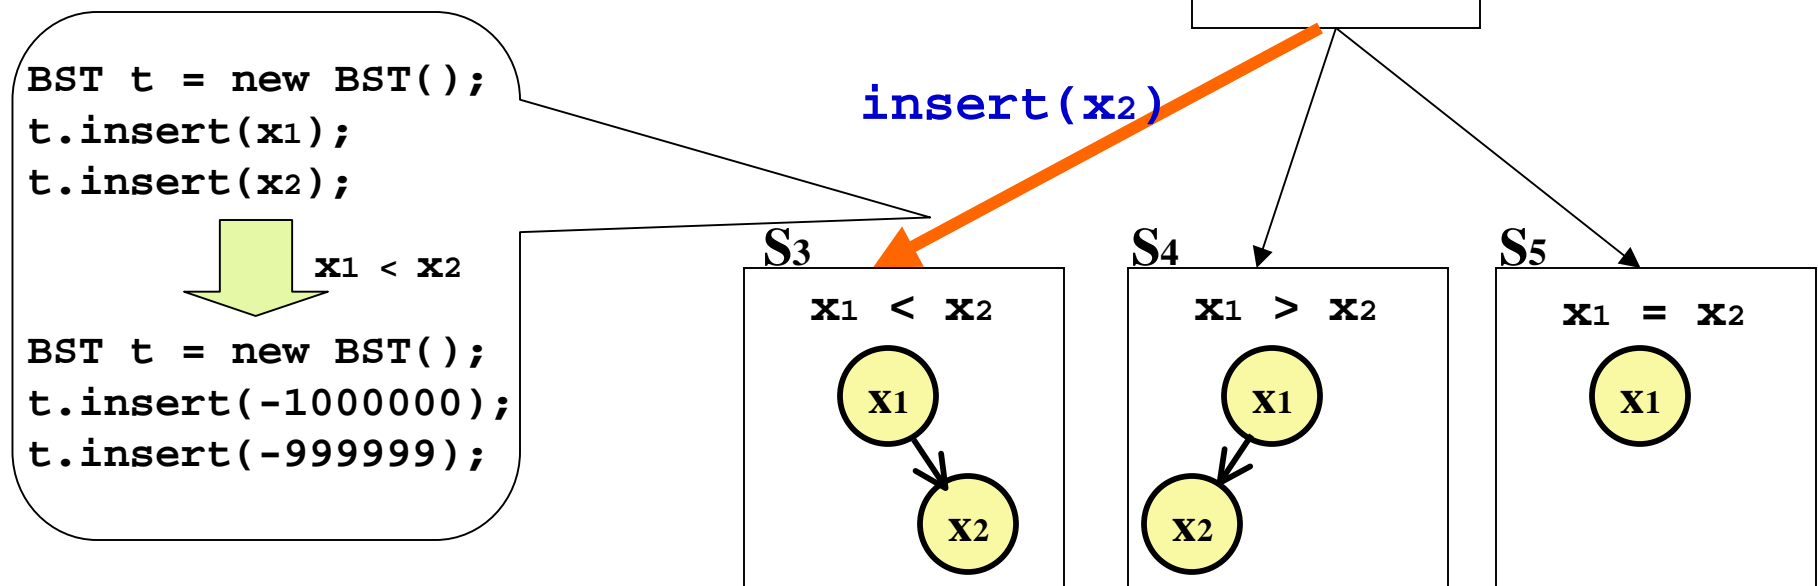 BST t = new BST();
t.insert(x1);
t.insert(x2);
x1 < x2
BST t = new BST();
t.insert(-1000000);
t.insert(-999999);
insert(x2)
S3
x1 < x2
x1
x2
S4
x1 > x2
x1
x2
S5
x1 = x2
x1